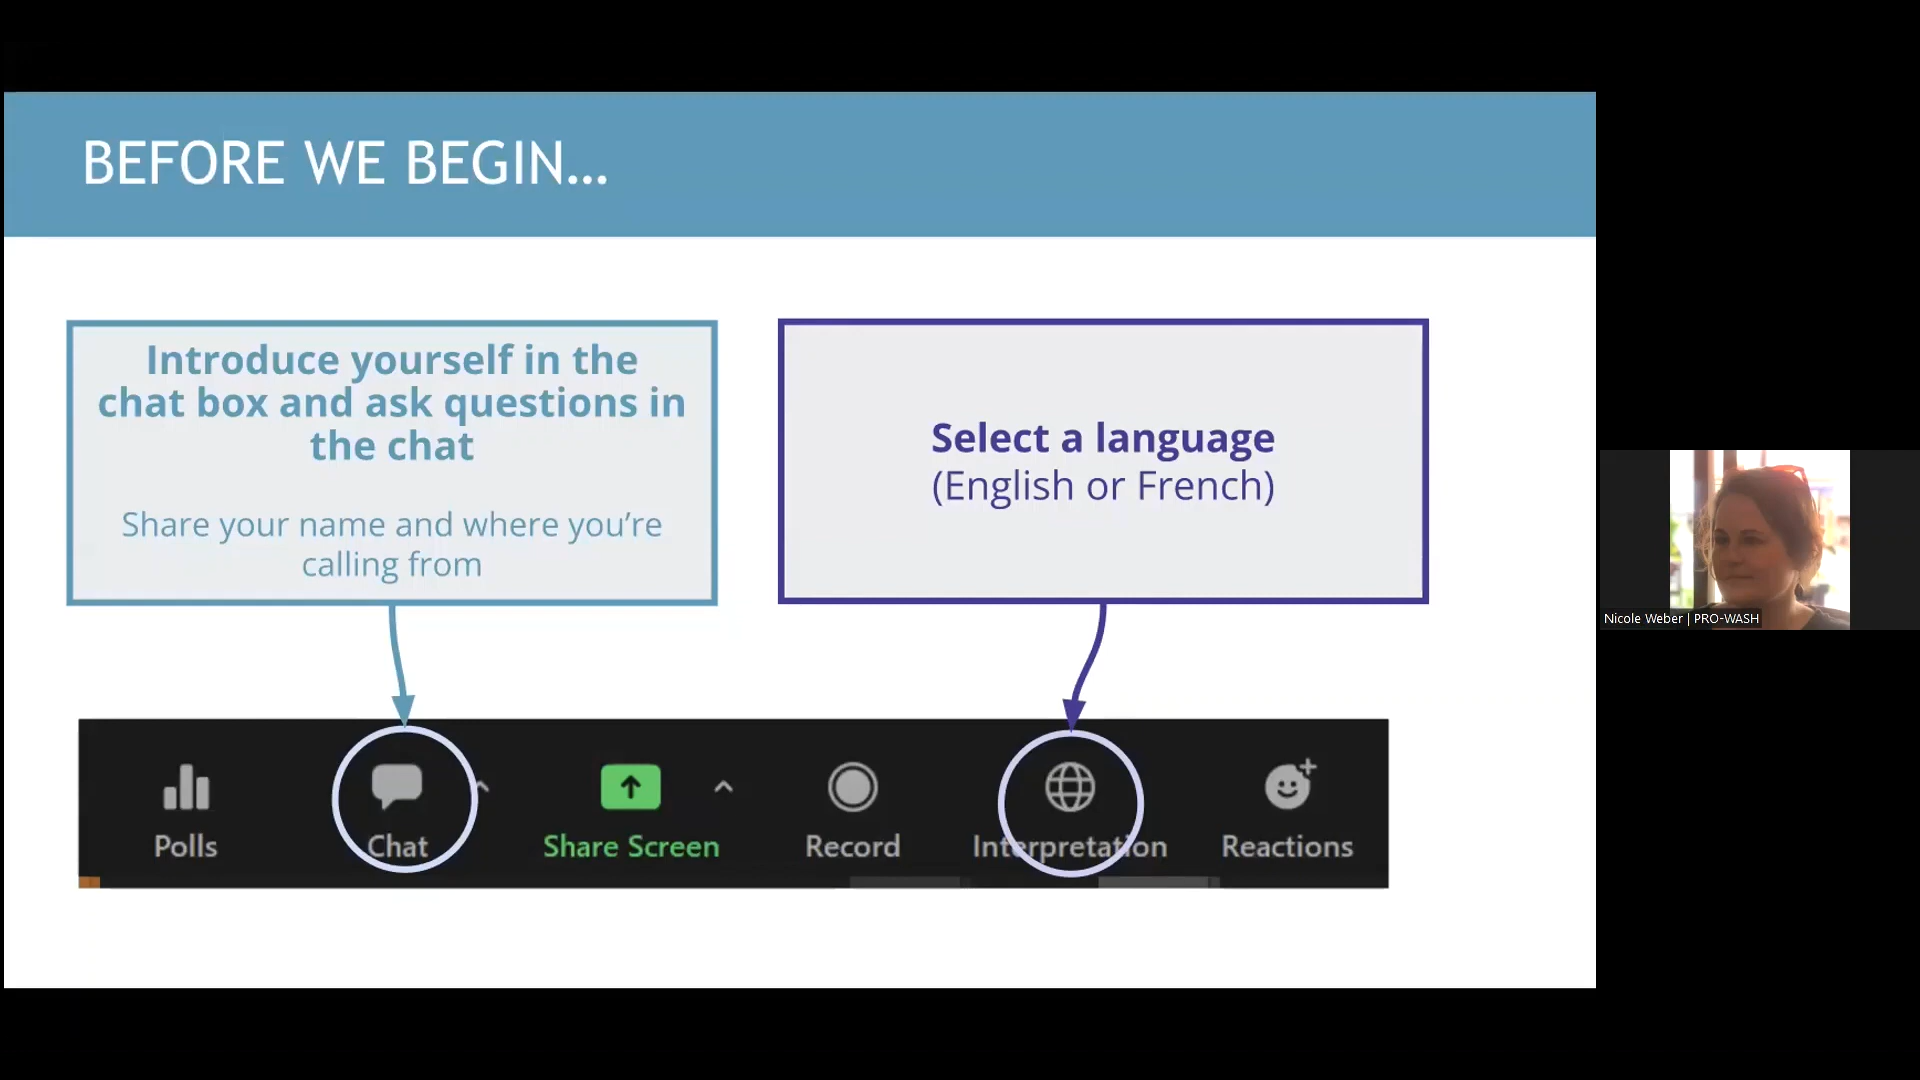 BEFORE WE BEGIN...
Introduce yourself in the
chat box and ask questions in
the chat
Share your name and where you’re
calling from
Select a language
(English or French)
Polls
Chat
Share Screen
Record
Interpretation
Reactions
Nicole Weber | PRO-WASH